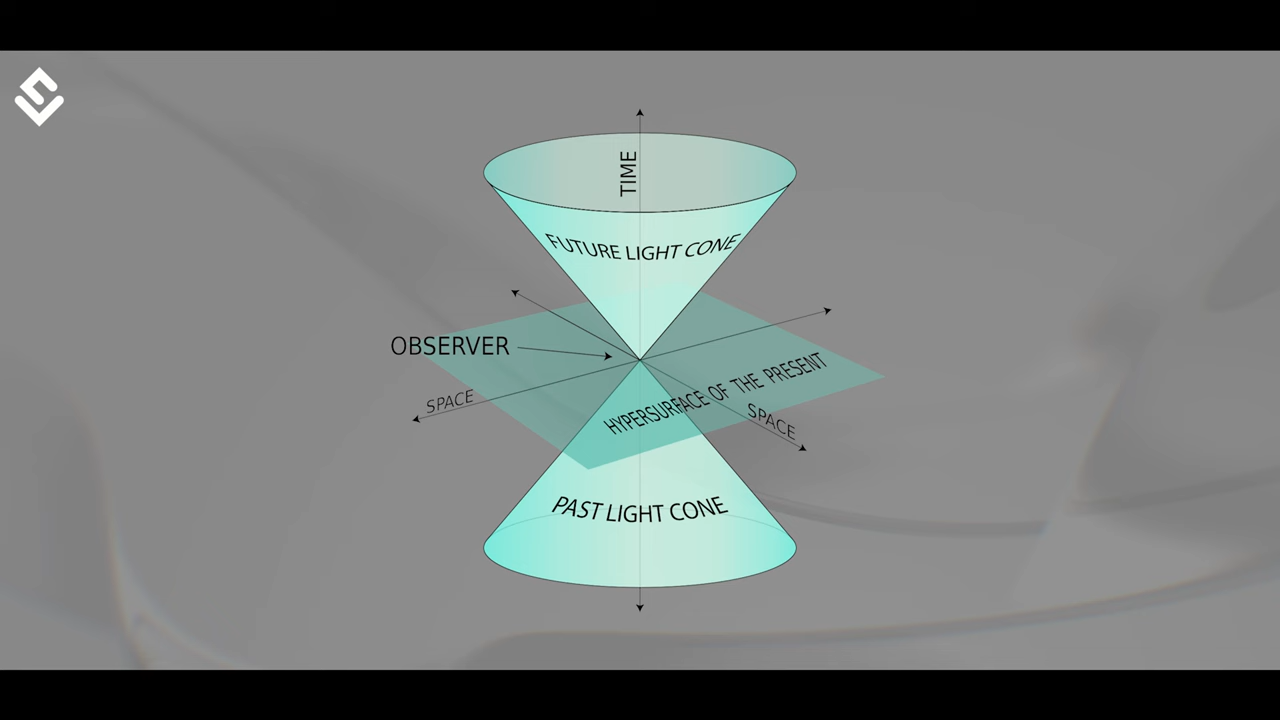 TIME
FUTURE LIGHT CONE
OBSERVER
SPACE
HYPERSURFACE OF THE PRESENT
SPACE
PAST LIGHT CONE